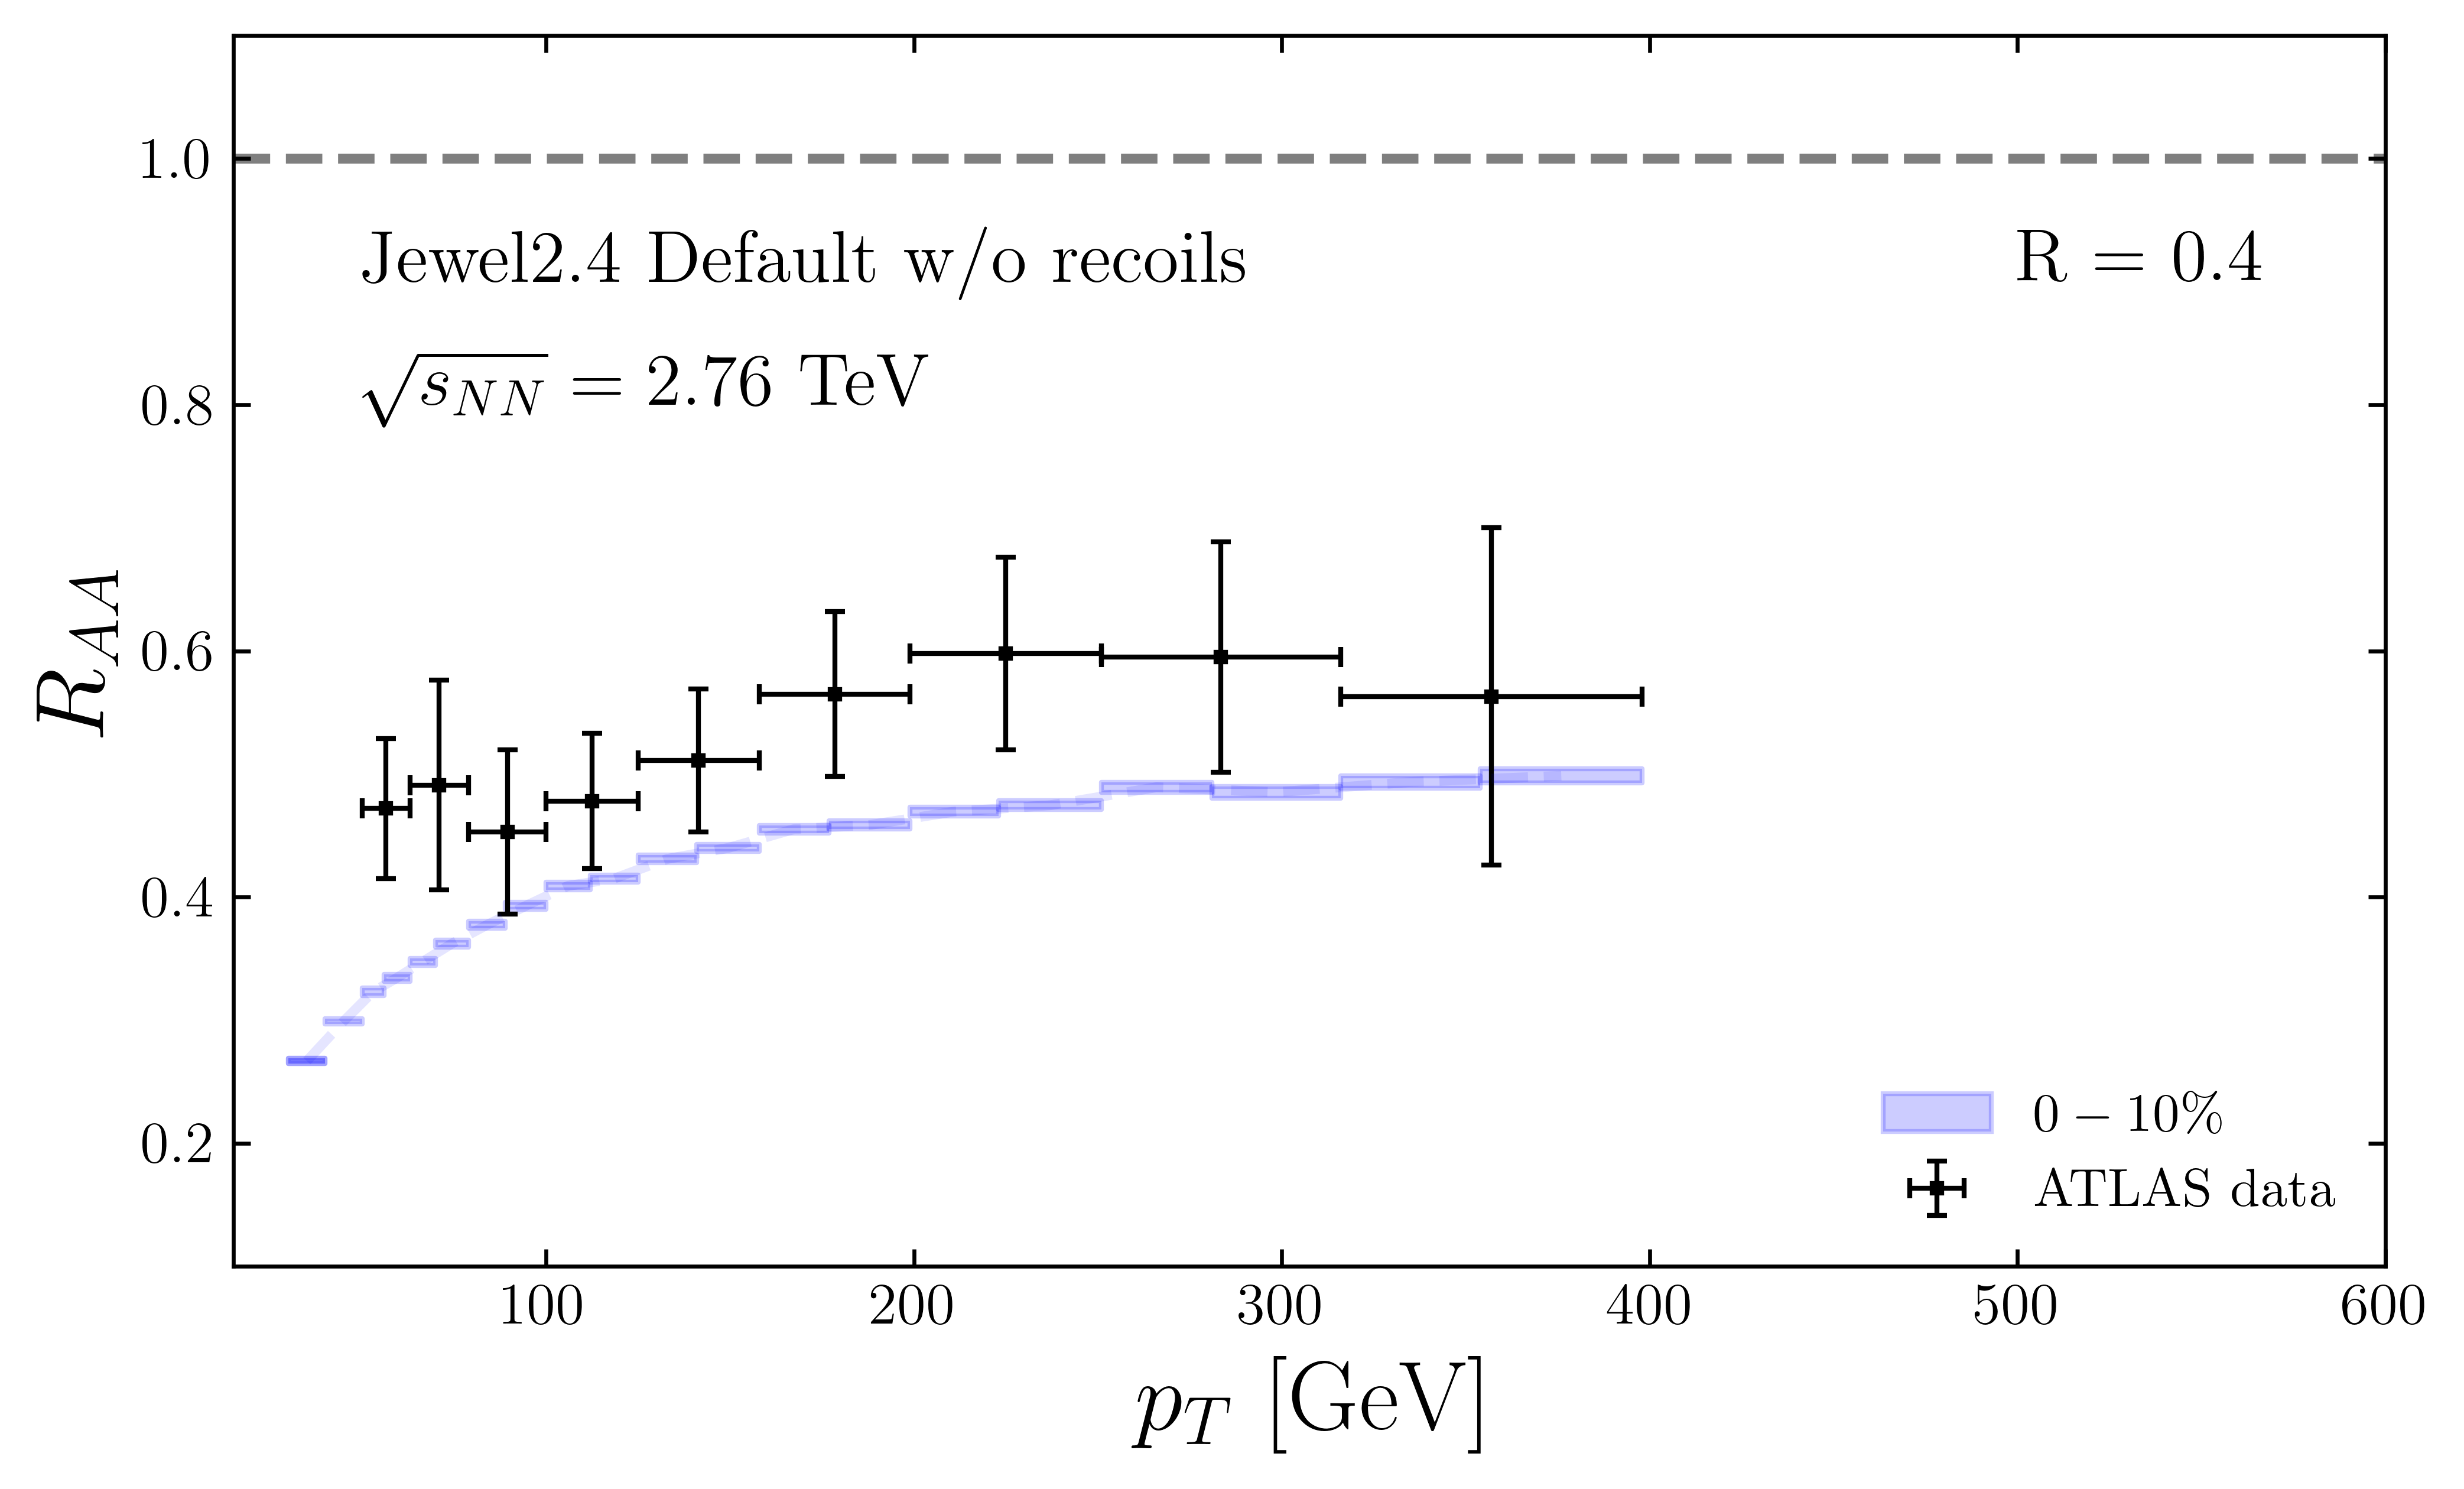 1.0
Jewel2.4 Default w/o recoils
R = 0.4
√s_NN = 2.76 TeV
0.8
R_AA
0.6
0.4
0.2
0 − 10%
ATLAS data
100 200 300 400 500 600
p_T [GeV]